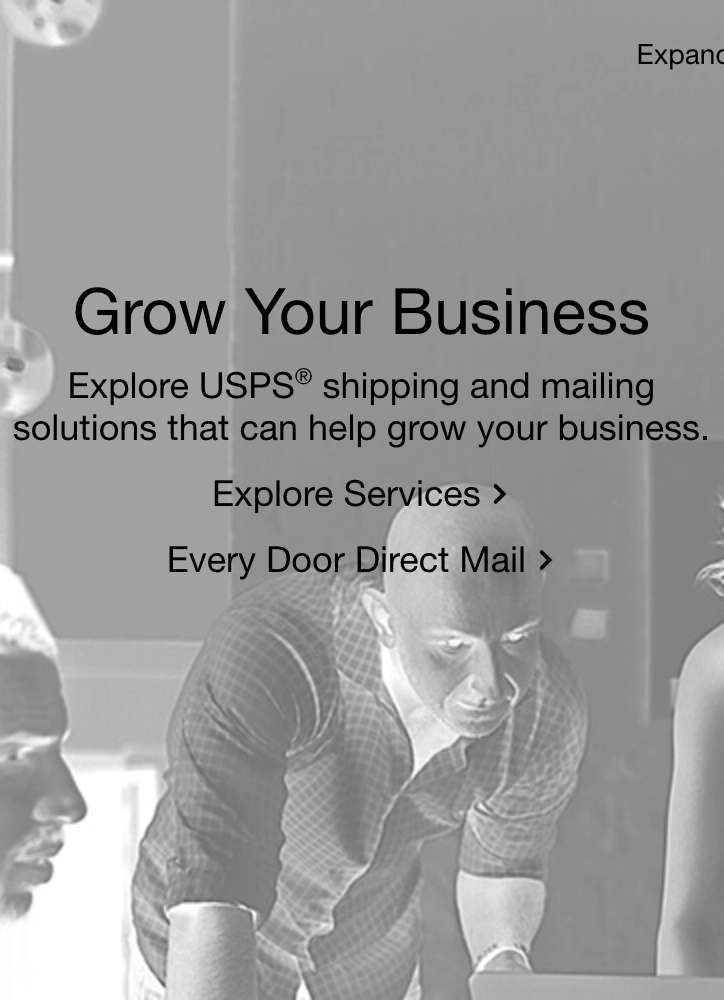 Expand
Grow Your Business
Explore USPS® shipping and mailing
solutions that can help grow your business.
Explore Services
Every Door Direct Mail